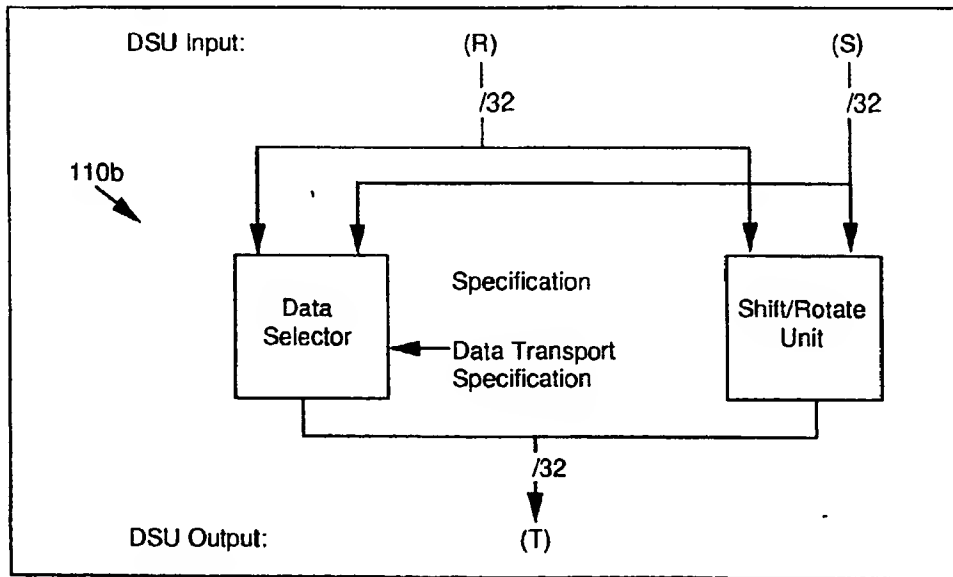 DSU Input: (R) (S)
/32 /32
110b
Data
Selector
Specification
Data Transport
Specification
Shift/Rotate
Unit
/32
DSU Output: (T)